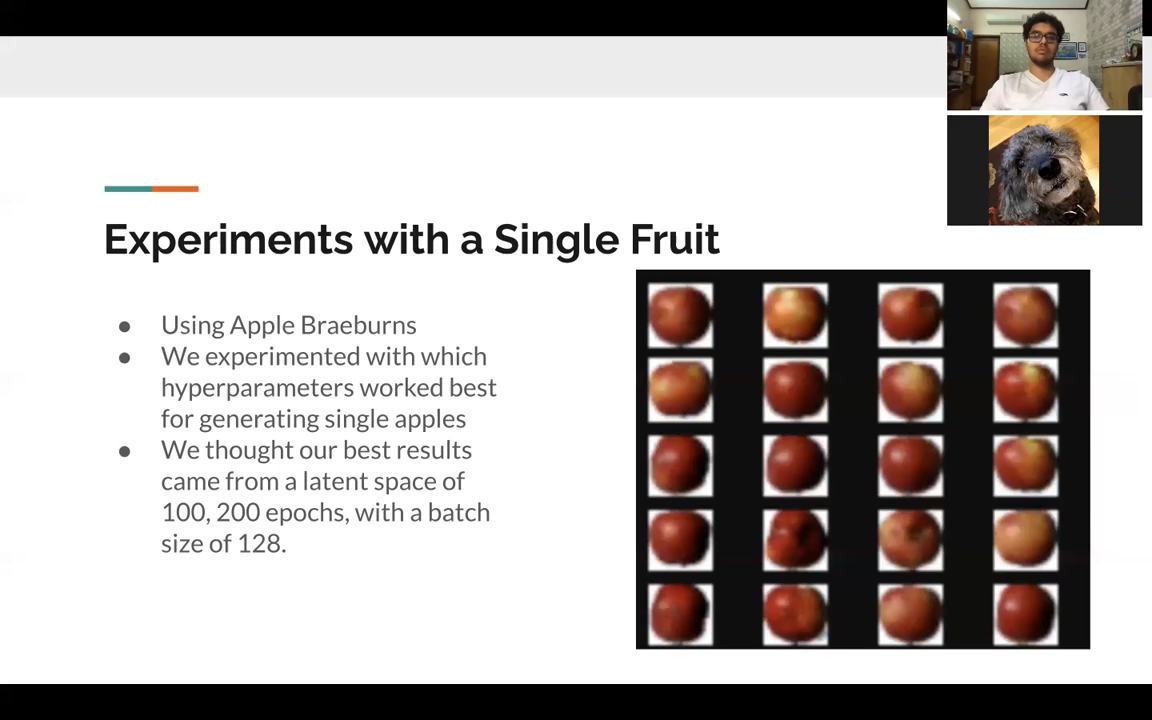 Experiments with a Single Fruit
● Using Apple Braeburns
● We experimented with which
hyperparameters worked best
for generating single apples
● We thought our best results
came from a latent space of
100, 200 epochs, with a batch
size of 128.